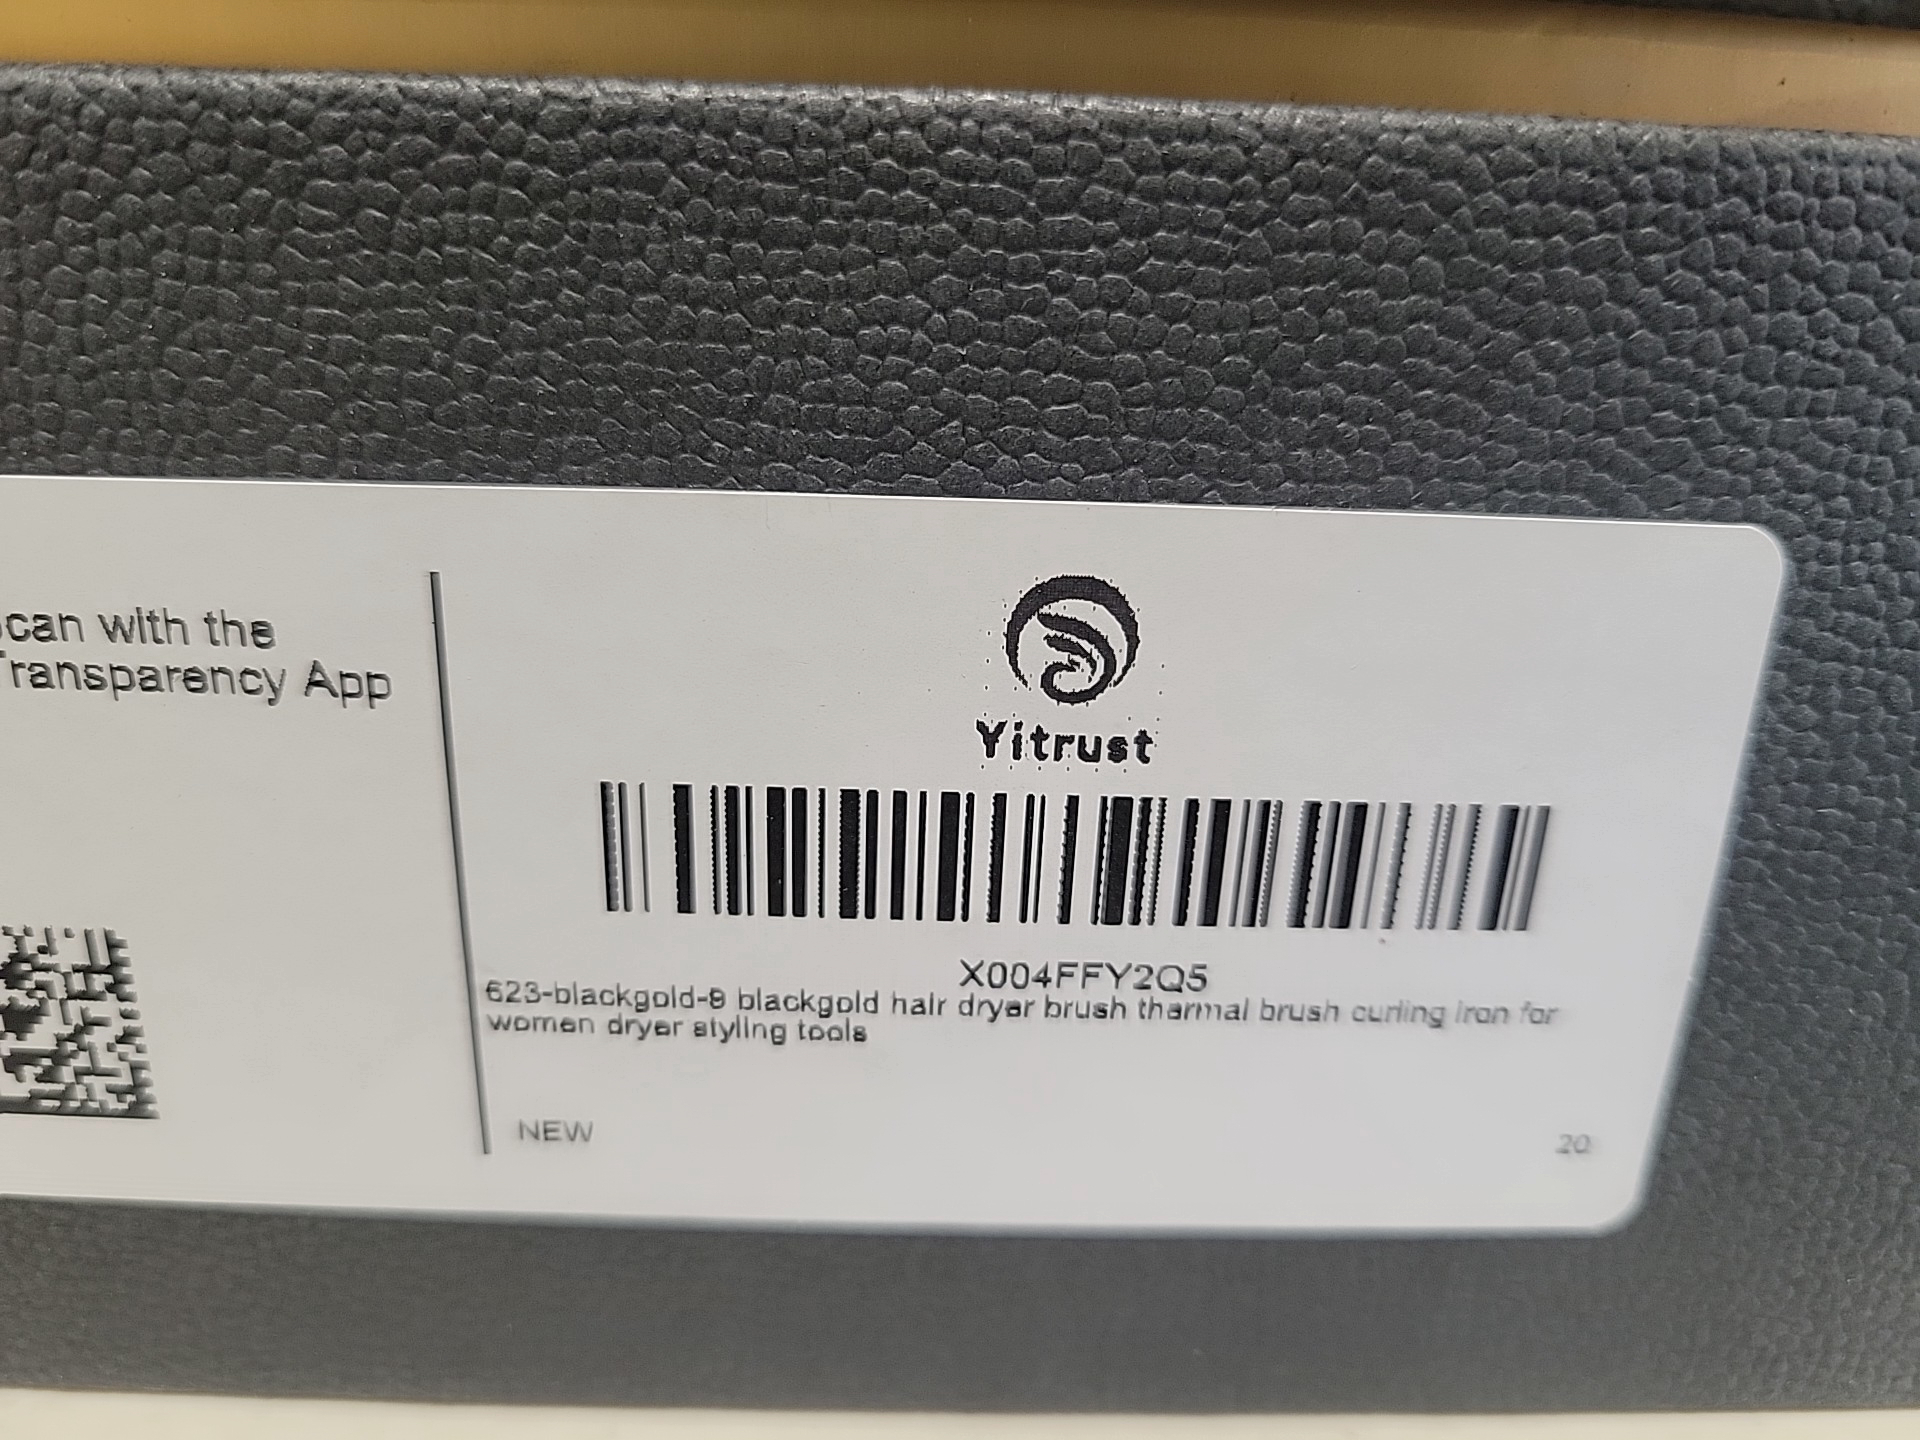 Scan with the
Transparency App
Yitrust
X004FFY2Q5
623-blackgold-8 blackgold hair dryer brush thermal brush curling iron for
women dryer styling tools
NEW
20